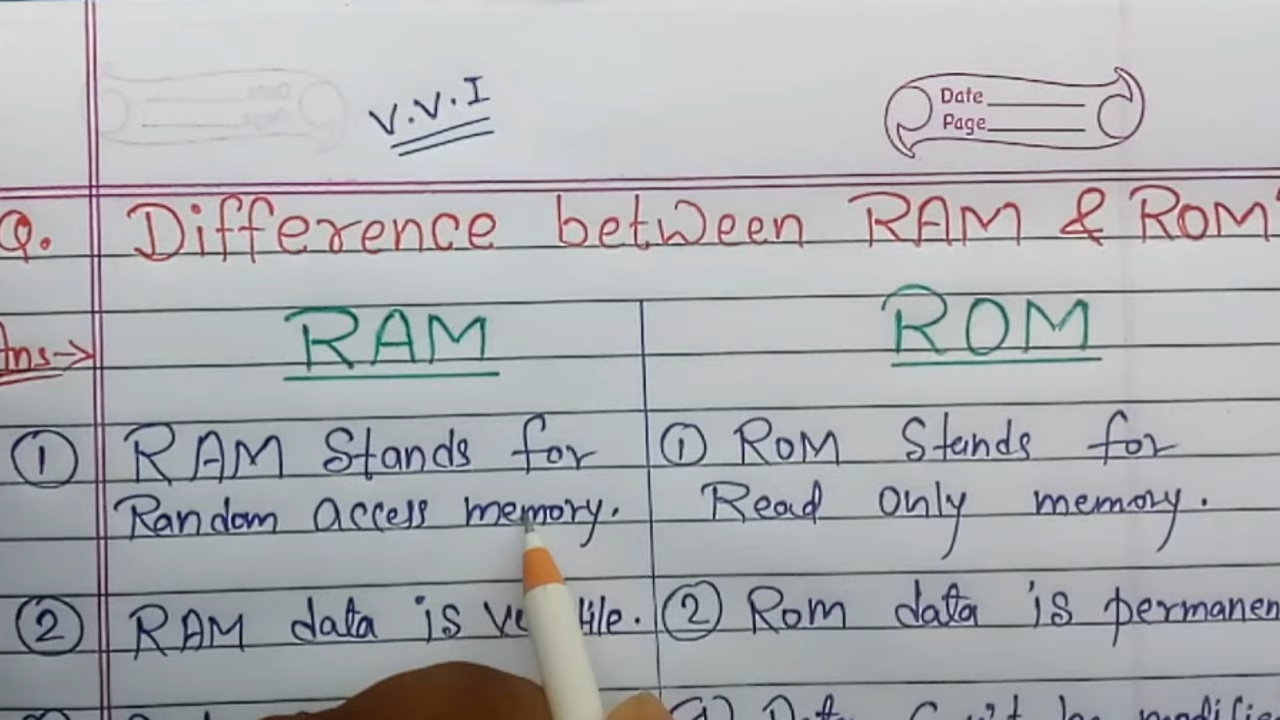 V.V.I
Date
Page
Q. Difference between RAM & ROM
Ans->
RAM
ROM
① RAM Stands for
Random access memory.
① ROM Stands for
Read only memory.
② RAM data is
② Rom data is